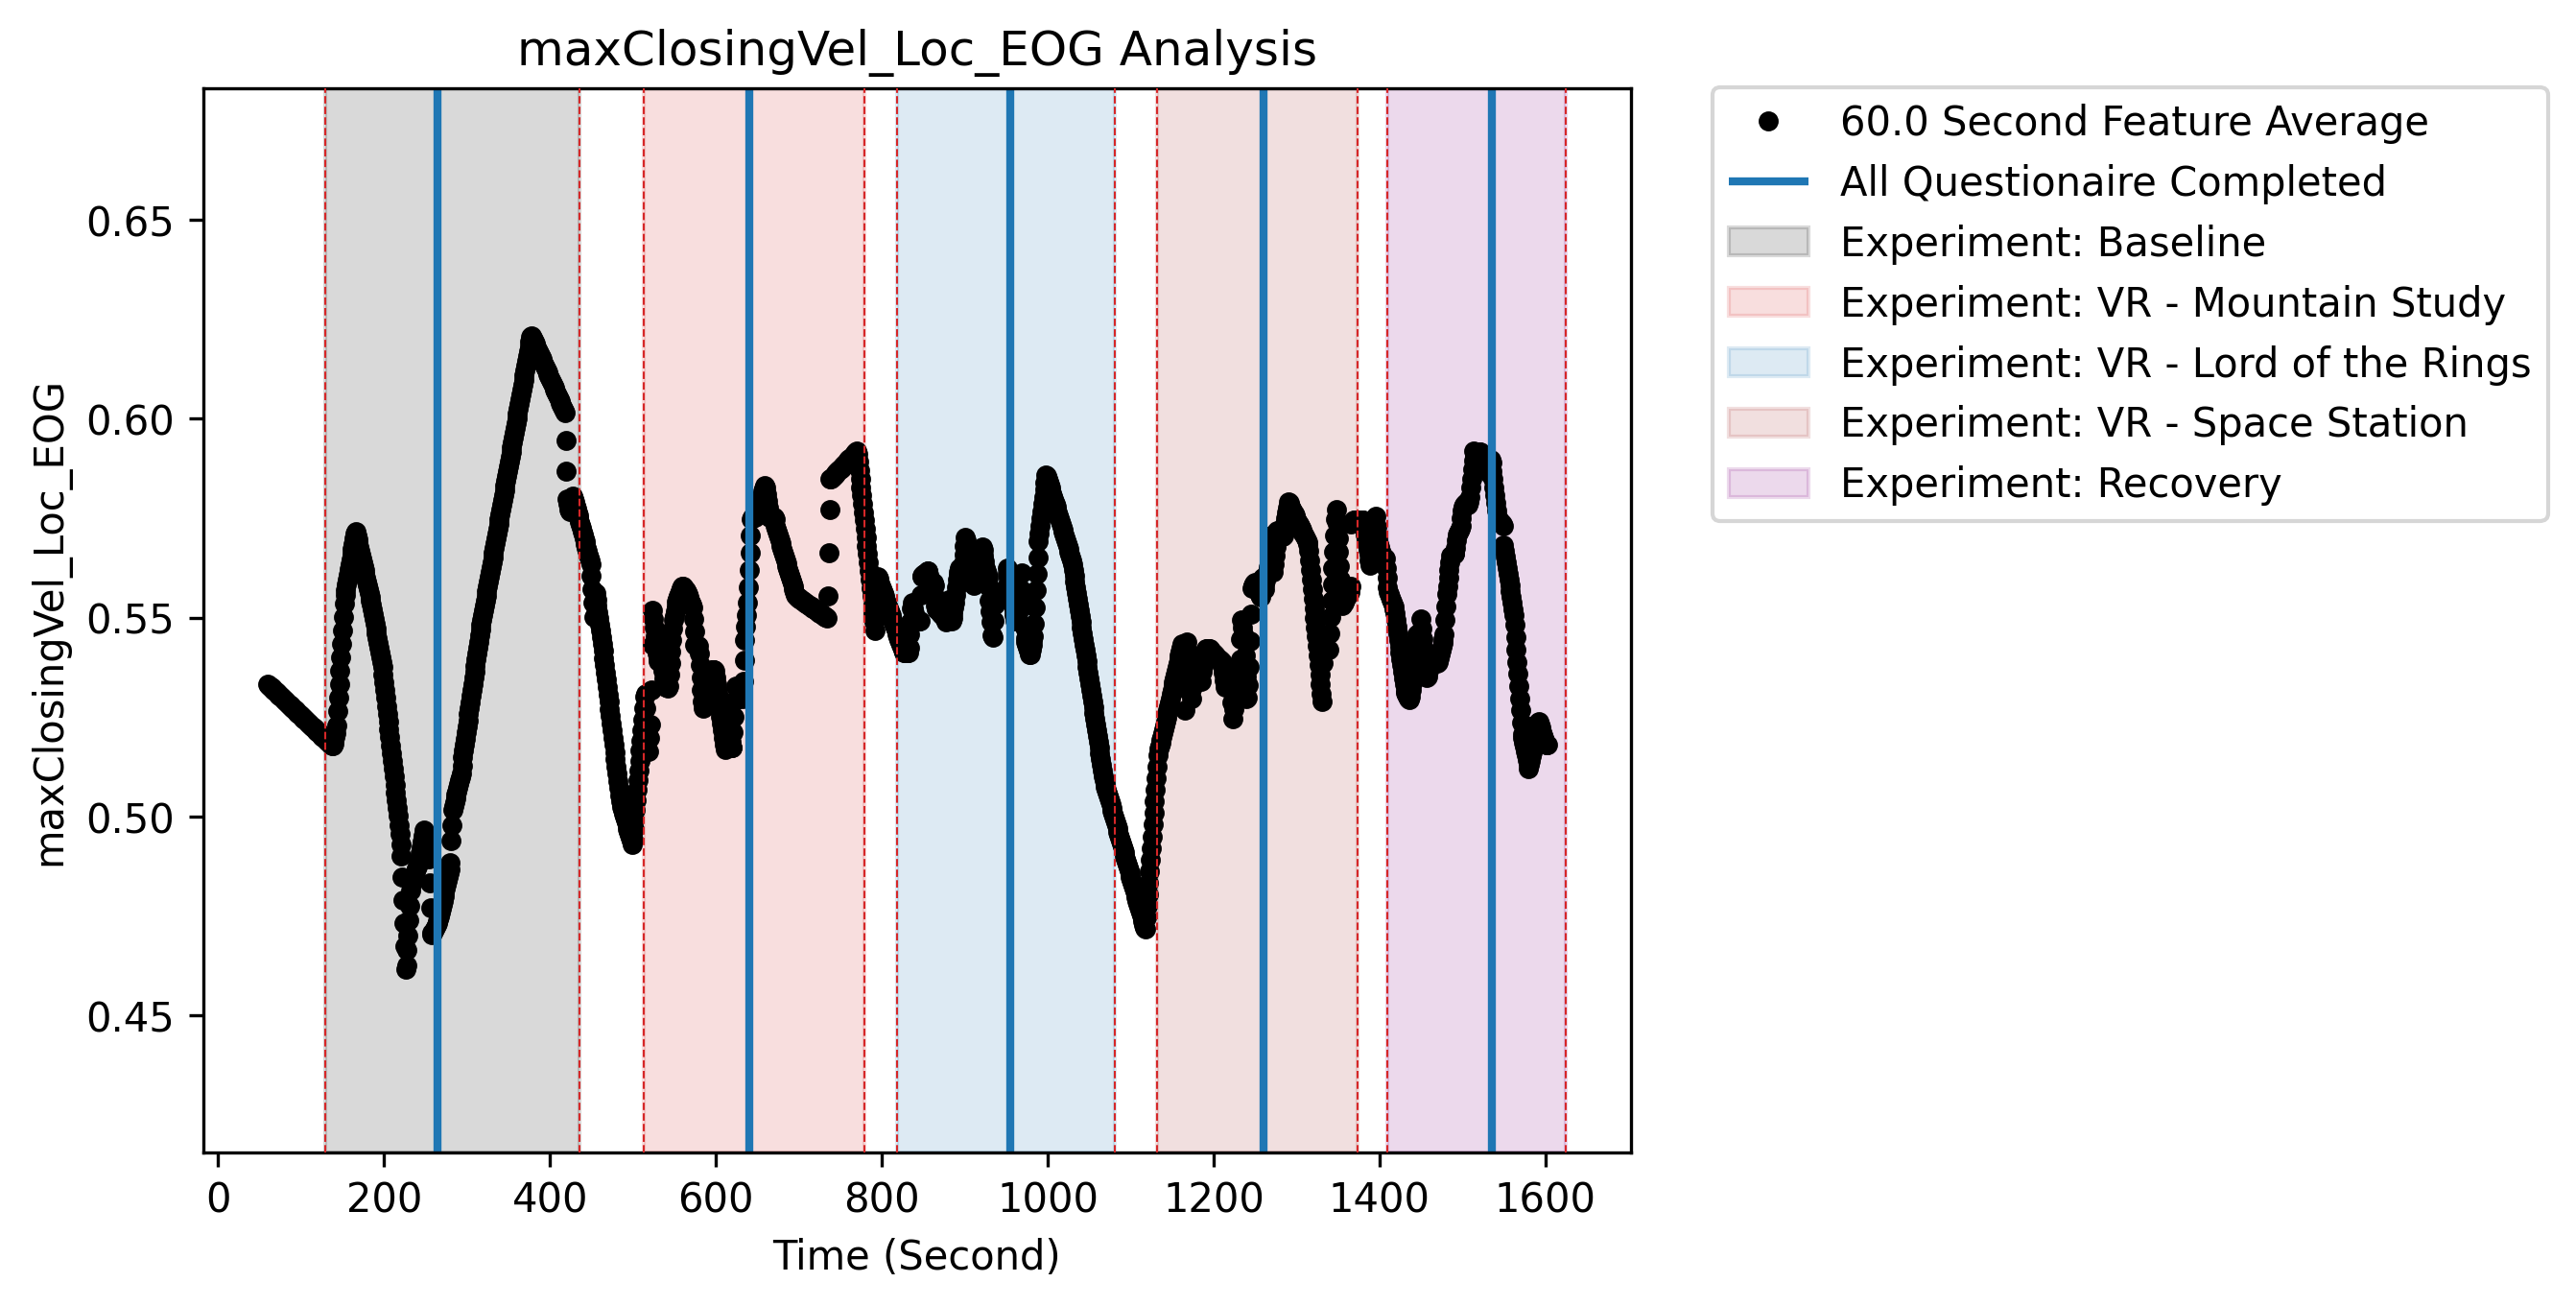 maxClosingVel_Loc_EOG Analysis
maxClosingVel_Loc_EOG
0.65
0.60
0.55
0.50
0.45
0 200 400 600 800 1000 1200 1400 1600
Time (Second)
60.0 Second Feature Average
All Questionaire Completed
Experiment: Baseline
Experiment: VR - Mountain Study
Experiment: VR - Lord of the Rings
Experiment: VR - Space Station
Experiment: Recovery